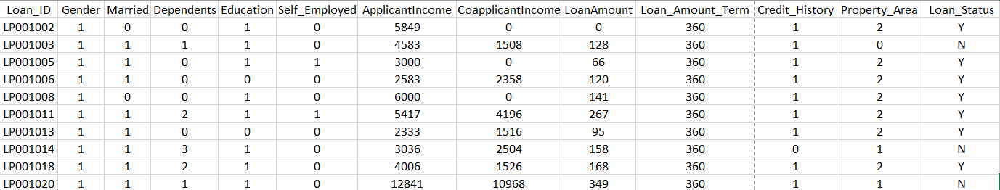 Loan_ID Gender Married Dependents Education Self_Employed ApplicantIncome CoapplicantIncome LoanAmount Loan_Amount_Term Credit_History Property_Area Loan_Status
LP001002 1 0 0 1 0 5849 0 0 360 1 2 Y
LP001003 1 1 1 1 0 4583 1508 128 360 1 0 N
LP001005 1 1 0 1 1 3000 0 66 360 1 2 Y
LP001006 1 1 0 0 0 2583 2358 120 360 1 2 Y
LP001008 1 0 0 1 0 6000 0 141 360 1 2 Y
LP001011 1 1 2 1 1 5417 4196 267 360 1 2 Y
LP001013 1 1 0 0 0 2333 1516 95 360 1 2 Y
LP001014 1 1 3 1 0 3036 2504 158 360 0 1 N
LP001018 1 1 2 1 0 4006 1526 168 360 1 2 Y
LP001020 1 1 1 1 0 12841 10968 349 360 1 1 N